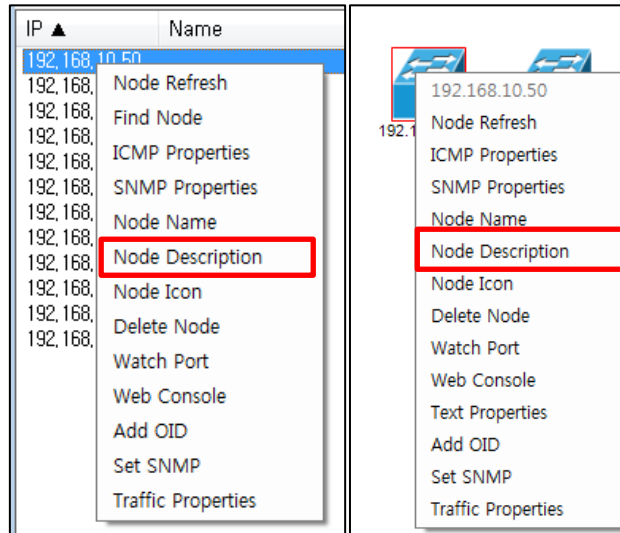 IP ▲ Name
192,168,10,50
192,168,
192,168,
192,168,
192,168,
192,168,
192,168,
192,168,
192,168,
192,168,
192,168,
192,168,
Node Refresh
Find Node
ICMP Properties
SNMP Properties
Node Name
Node Description
Node Icon
Delete Node
Watch Port
Web Console
Add OID
Set SNMP
Traffic Properties
192.1
192.168.10.50
Node Refresh
ICMP Properties
SNMP Properties
Node Name
Node Description
Node Icon
Delete Node
Watch Port
Web Console
Text Properties
Add OID
Set SNMP
Traffic Properties